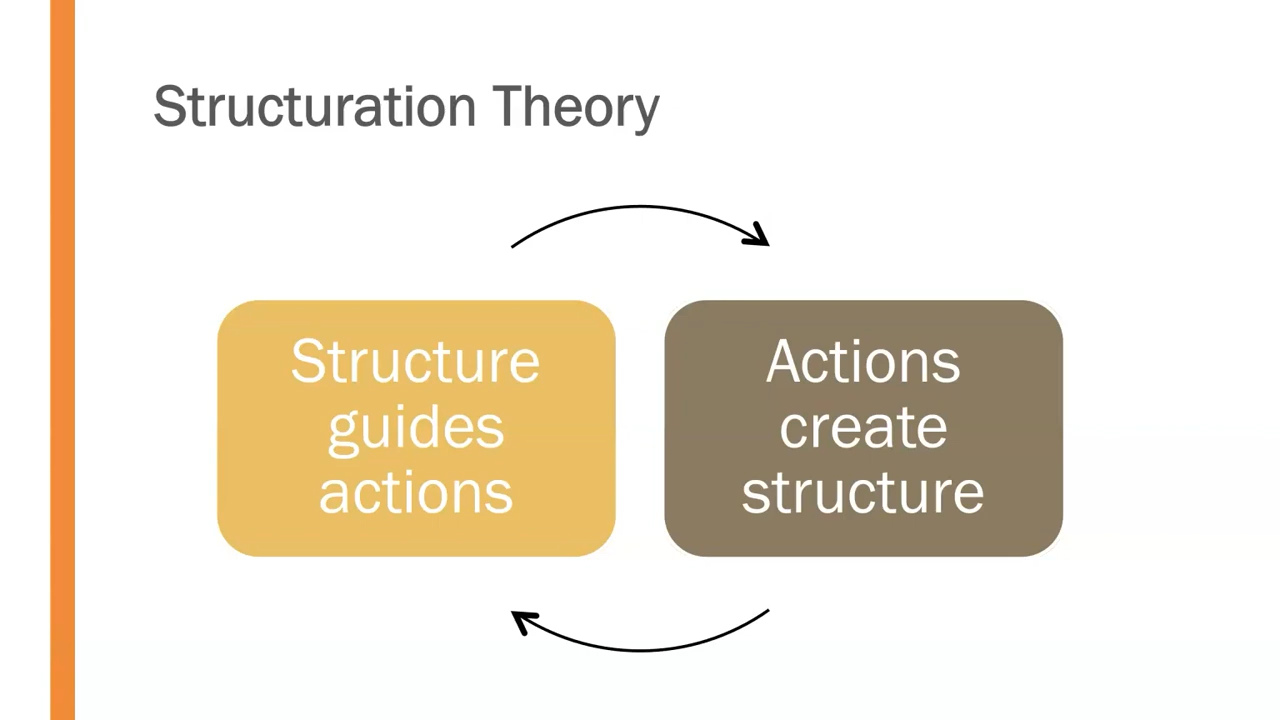 Structuration Theory
Structure
guides
actions
Actions
create
structure